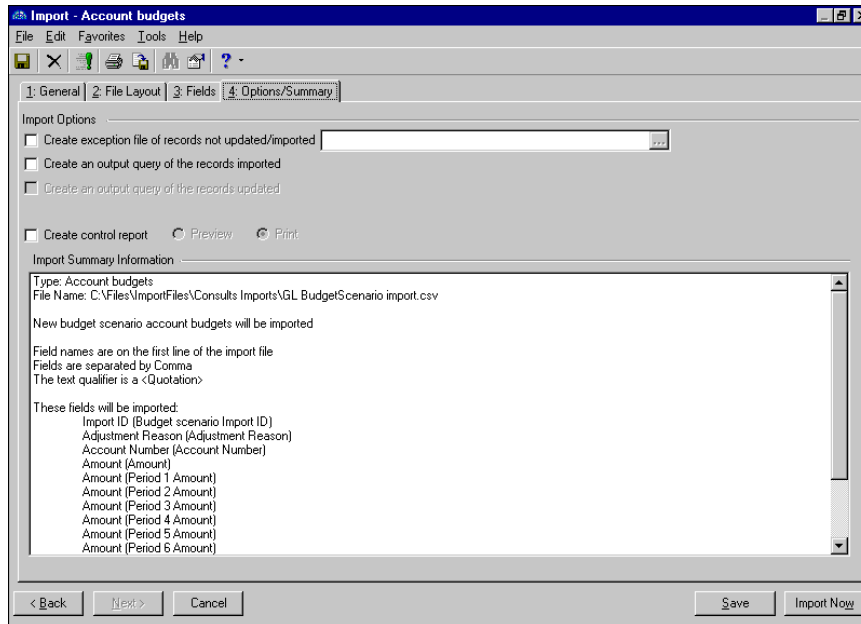 Import - Account budgets
File Edit Favorites Tools Help
1: General 2: File Layout 3: Fields 4: Options/Summary
Import Options
Create exception file of records not updated/imported ...
Create an output query of the records imported
Create an output query of the records updated
Create control report Preview Print
Import Summary Information
Type: Account budgets
File Name: C:\Files\ImportFiles\Consults Imports\GL BudgetScenario import.csv
New budget scenario account budgets will be imported
Field names are on the first line of the import file
Fields are separated by Comma
The text qualifier is a <Quotation>
These fields will be imported:
Import ID (Budget scenario Import ID)
Adjustment Reason (Adjustment Reason)
Account Number (Account Number)
Amount (Amount)
Amount (Period 1 Amount)
Amount (Period 2 Amount)
Amount (Period 3 Amount)
Amount (Period 4 Amount)
Amount (Period 5 Amount)
Amount (Period 6 Amount)
< Back Next > Cancel Save Import Now